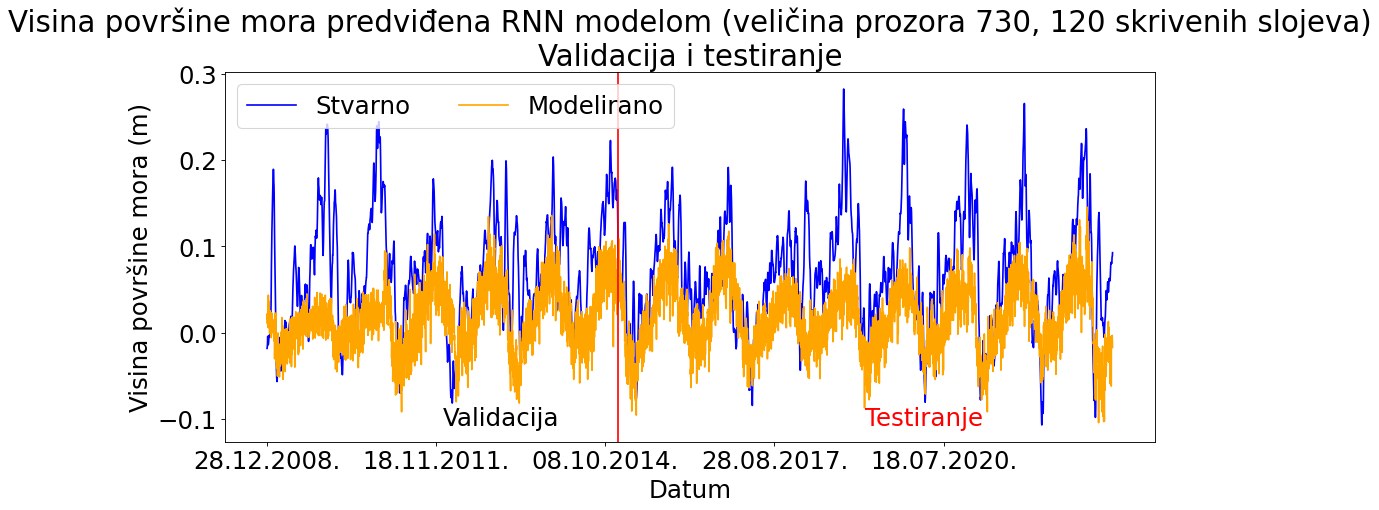 Visina površine mora predviđena RNN modelom (veličina prozora 730, 120 skrivenih slojeva)
Validacija i testiranje
Stvarno
Modelirano
Visina površine mora (m)
0.3
0.2
0.1
0.0
−0.1
Validacija
Testiranje
28.12.2008.
18.11.2011.
08.10.2014.
28.08.2017.
18.07.2020.
Datum